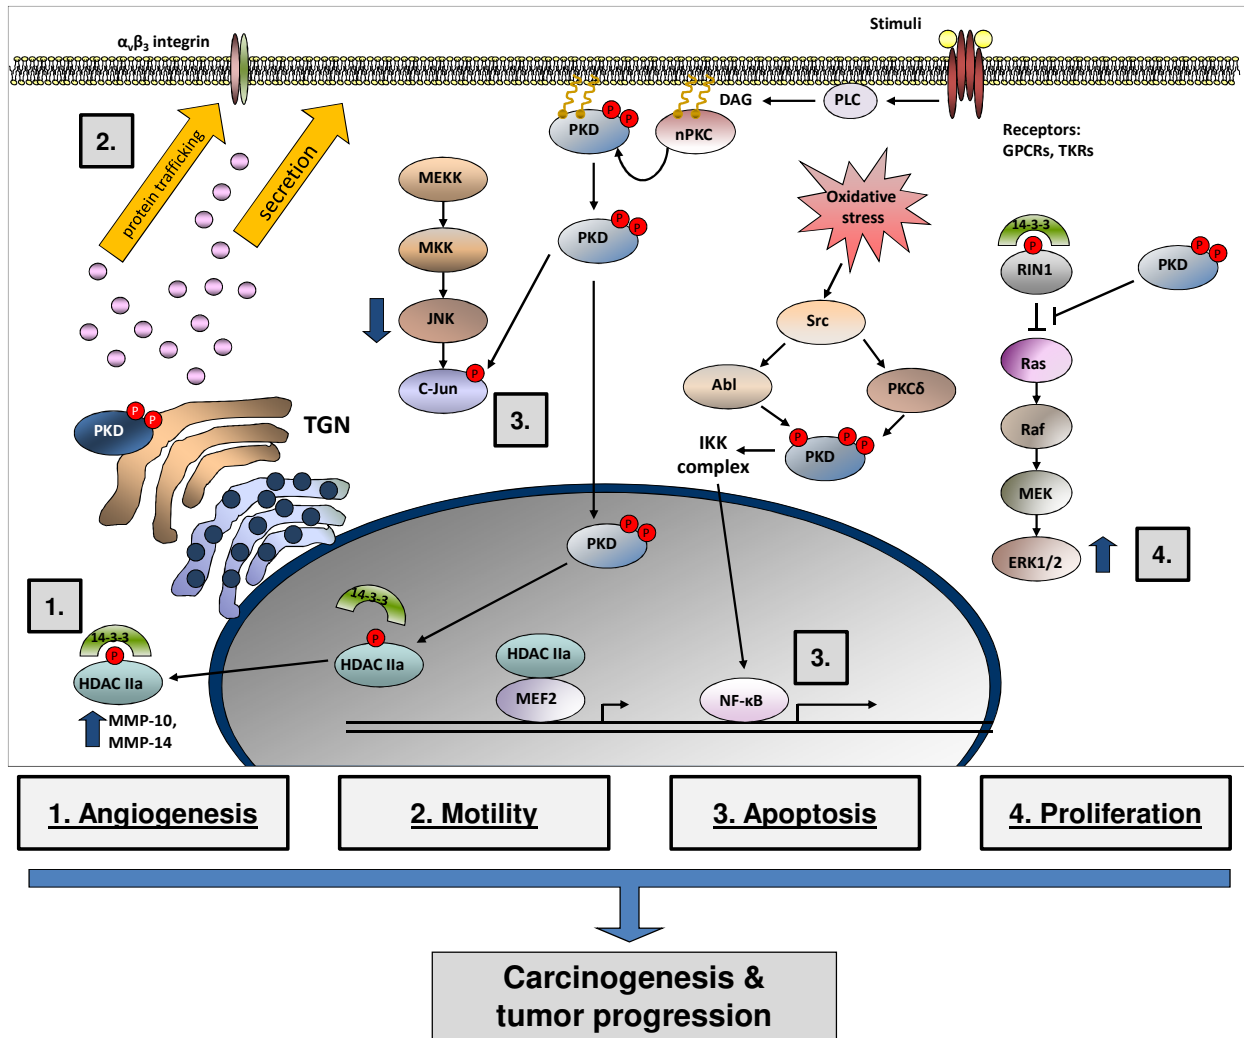 α_vβ_3 integrin
Stimuli
2.
protein trafficking
secretion
PKD
P
P
nPKC
DAG
PLC
Receptors:
GPCRs, TKRs
MEKK
MKK
JNK
C-Jun
P
3.
PKD
P
P
Oxidative
stress
Src
Abl
PKCδ
P
P
P
PKD
IKK
complex
14-3-3
P
RIN1
PKD
P
P
Ras
Raf
MEK
ERK1/2
4.
PKD
P
P
TGN
1.
14-3-3
P
HDAC IIa
MMP-10,
MMP-14
PKD
P
P
14-3-3
P
HDAC IIa
HDAC IIa
MEF2
NF-κB
3.
1. Angiogenesis
2. Motility
3. Apoptosis
4. Proliferation
Carcinogenesis &
tumor progression